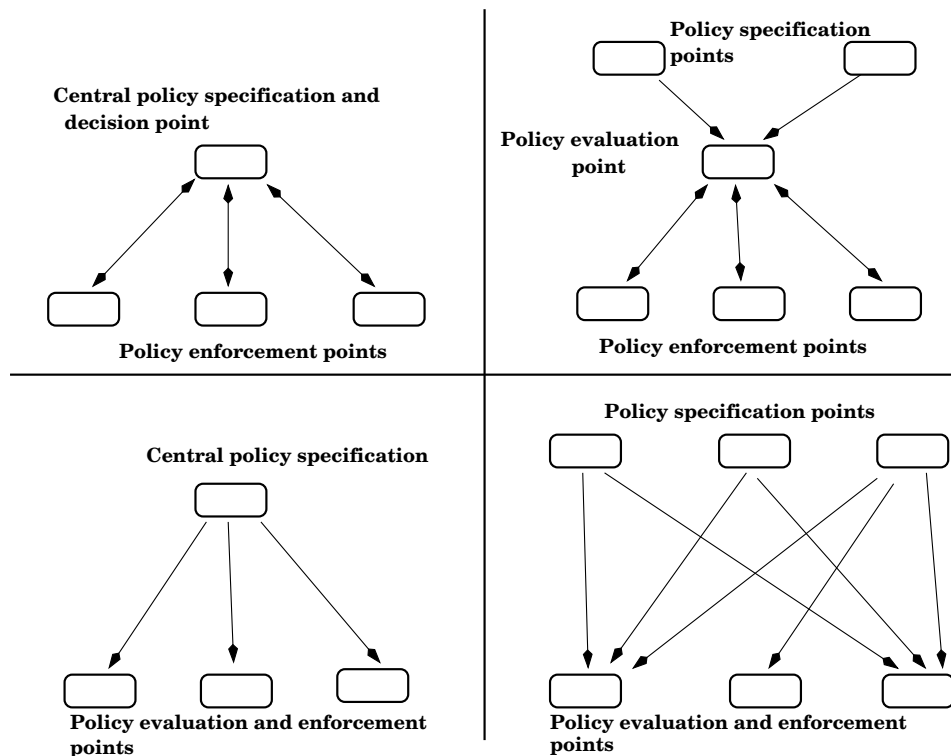 Central policy specification and
decision point
Policy enforcement points
Policy specification
points
Policy evaluation
point
Policy enforcement points
Central policy specification
Policy evaluation and enforcement
points
Policy specification points
Policy evaluation and enforcement
points